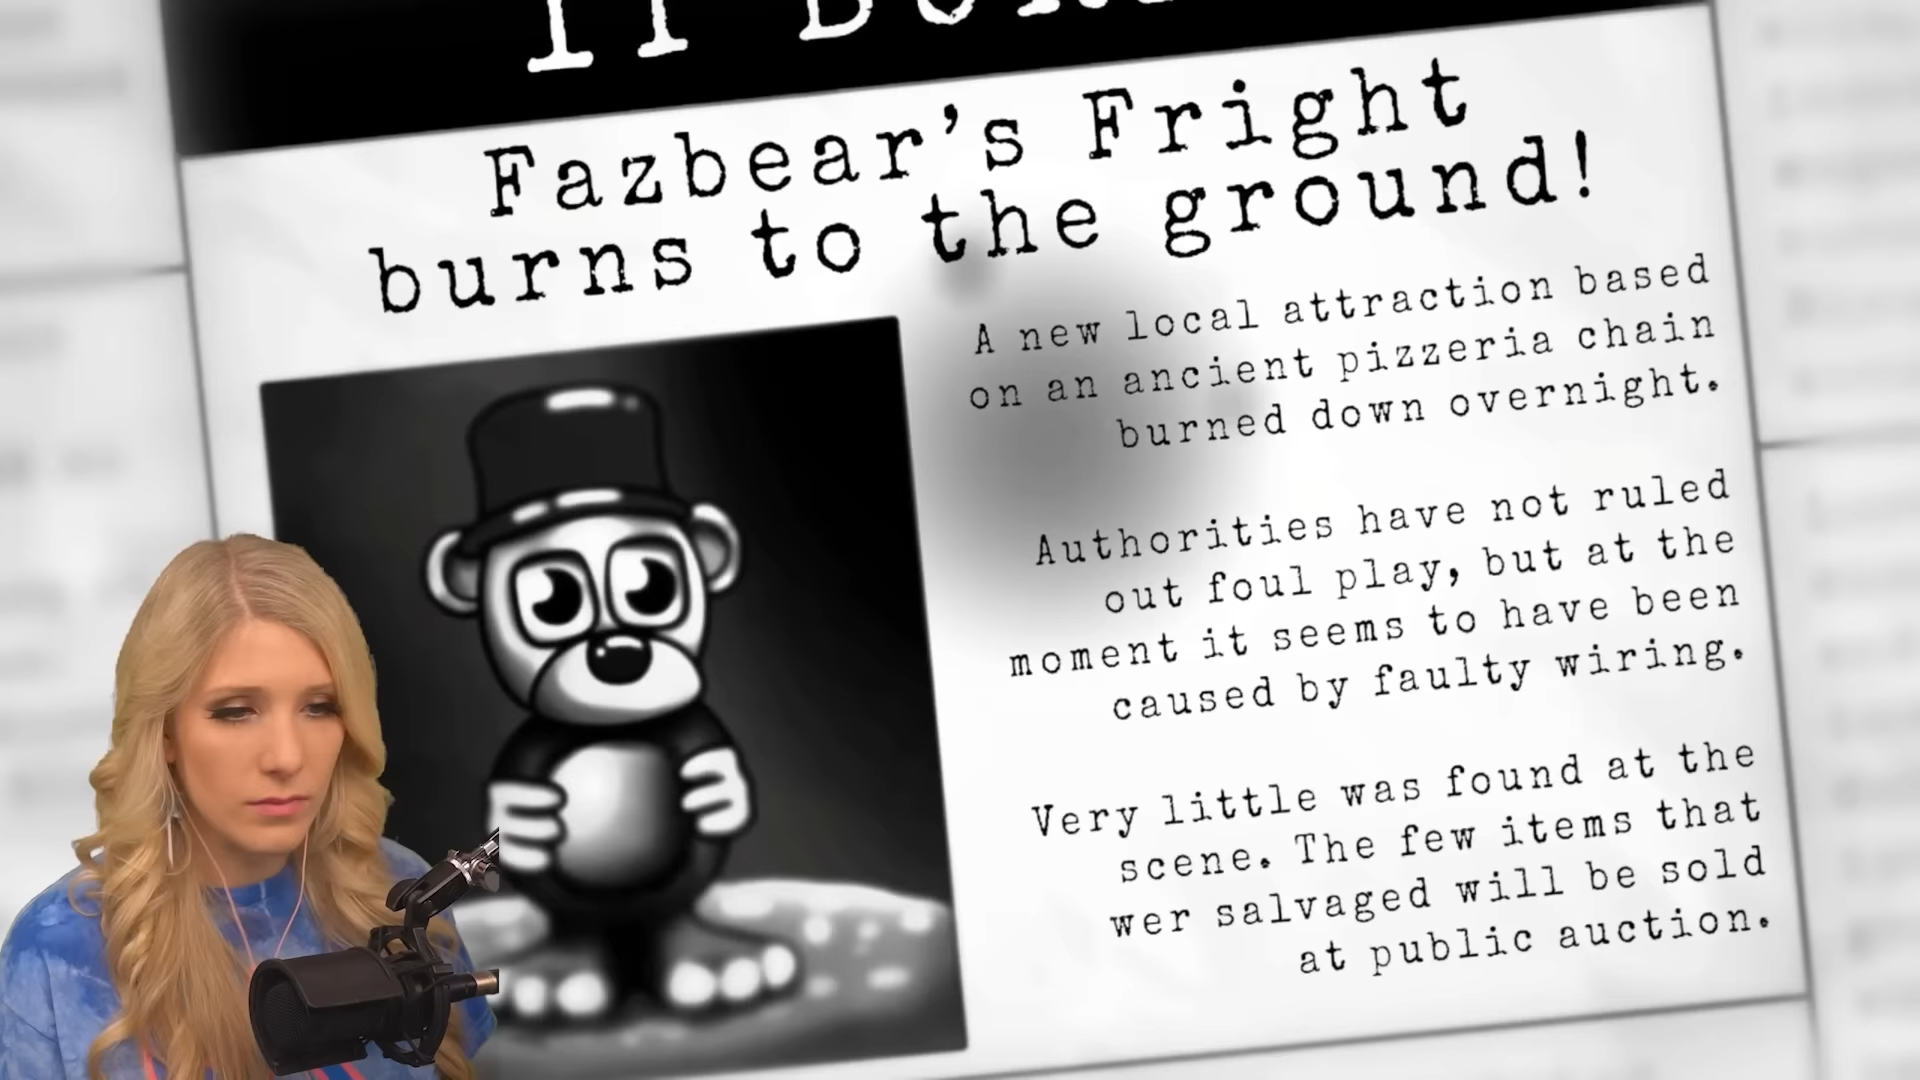 Fazbear's Fright
burns to the ground!
A new local attraction based
on an ancient pizzeria chain
burned down overnight.
Authorities have not ruled
out foul play, but at the
moment it seems to have been
caused by faulty wiring.
Very little was found at the
scene. The few items that
wer salvaged will be sold
at public auction.